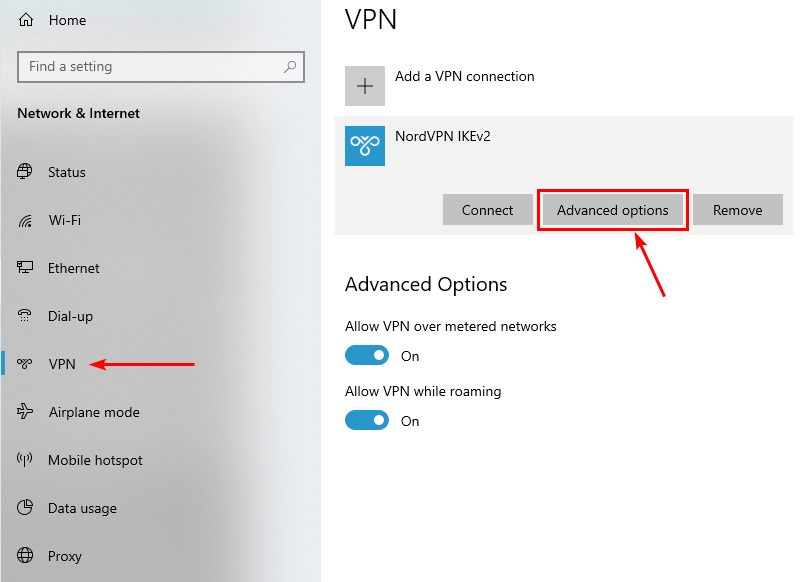 Home
Find a setting
Network & Internet
Status
Wi-Fi
Ethernet
Dial-up
VPN
Airplane mode
Mobile hotspot
Data usage
Proxy
VPN
Add a VPN connection
NordVPN IKEv2
Connect
Advanced options
Remove
Advanced Options
Allow VPN over metered networks
On
Allow VPN while roaming
On